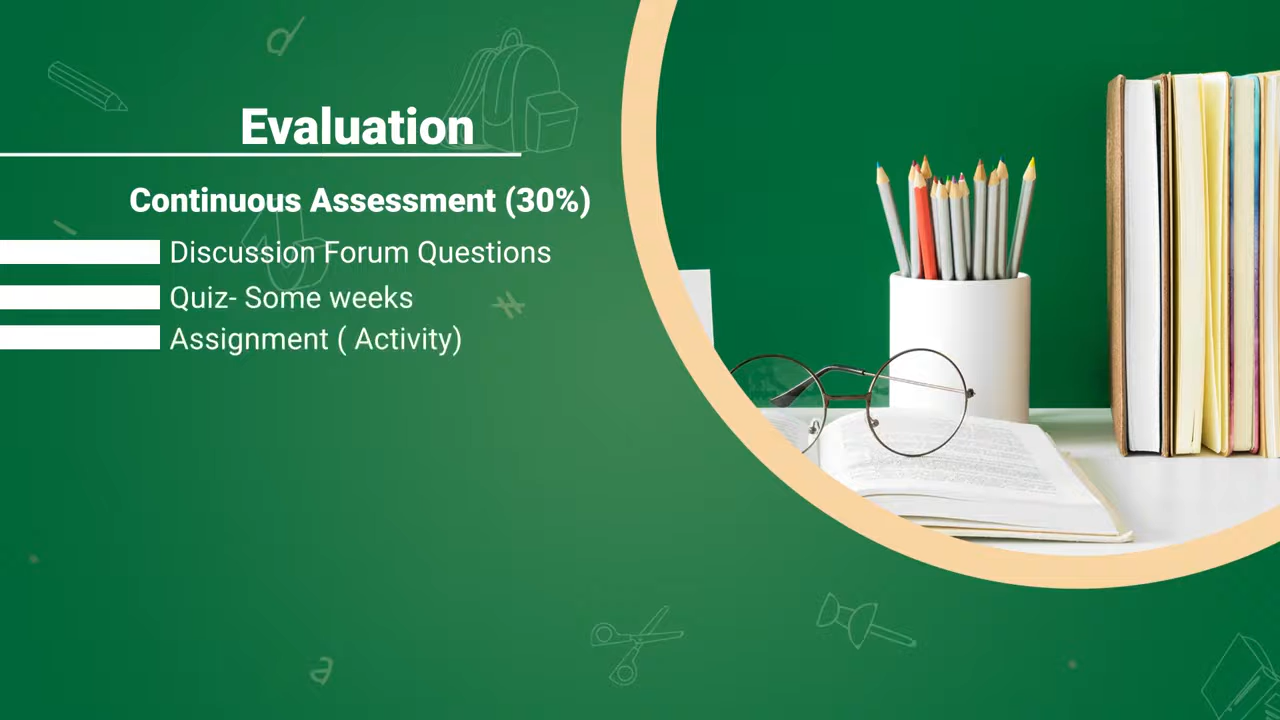 Evaluation
Continuous Assessment (30%)
Discussion Forum Questions
Quiz- Some weeks
Assignment ( Activity)